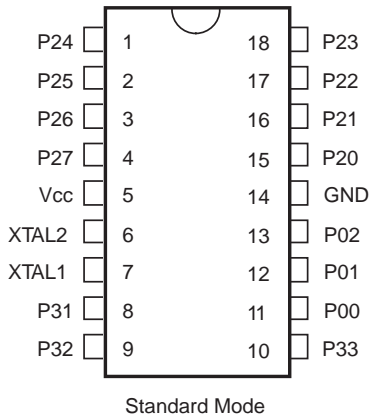 P24 1 18 P23
P25 2 17 P22
P26 3 16 P21
P27 4 15 P20
Vcc 5 14 GND
XTAL2 6 13 P02
XTAL1 7 12 P01
P31 8 11 P00
P32 9 10 P33
Standard Mode